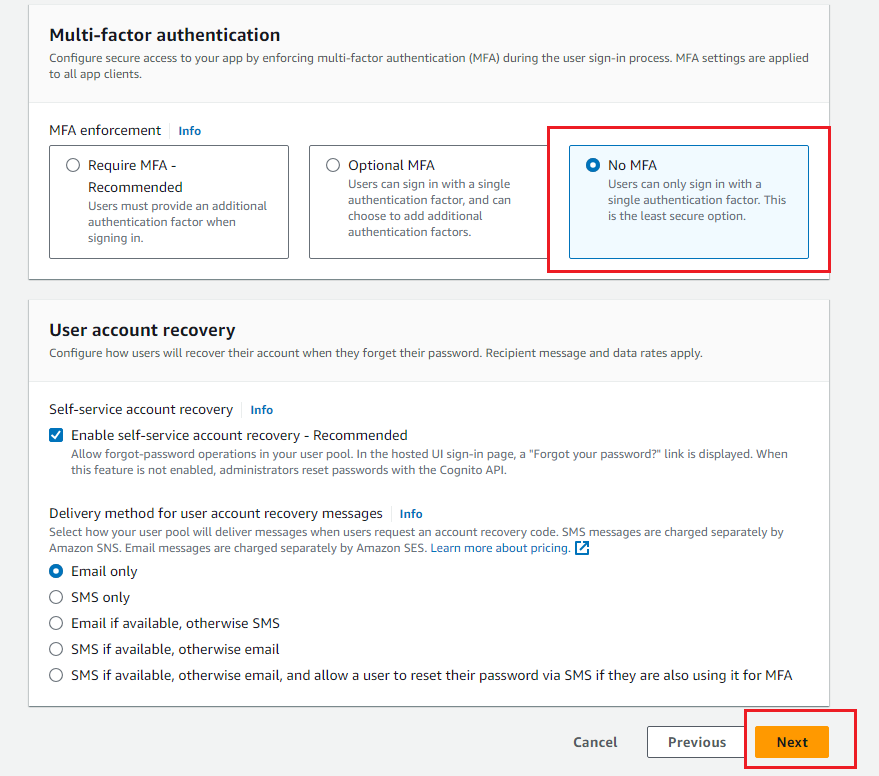 Multi-factor authentication
Configure secure access to your app by enforcing multi-factor authentication (MFA) during the user sign-in process. MFA settings are applied
to all app clients.
MFA enforcement Info
Require MFA -
Recommended
Users must provide an additional
authentication factor when
signing in.
Optional MFA
Users can sign in with a single
authentication factor, and can
choose to add additional
authentication factors.
No MFA
Users can only sign in with a
single authentication factor. This
is the least secure option.
User account recovery
Configure how users will recover their account when they forget their password. Recipient message and data rates apply.
Self-service account recovery Info
Enable self-service account recovery - Recommended
Allow forgot-password operations in your user pool. In the hosted UI sign-in page, a "Forgot your password?" link is displayed. When
this feature is not enabled, administrators reset passwords with the Cognito API.
Delivery method for user account recovery messages Info
Select how your user pool will deliver messages when users request an account recovery code. SMS messages are charged separately by
Amazon SNS. Email messages are charged separately by Amazon SES. Learn more about pricing.
Email only
SMS only
Email if available, otherwise SMS
SMS if available, otherwise email
SMS if available, otherwise email, and allow a user to reset their password via SMS if they are also using it for MFA
Cancel Previous Next